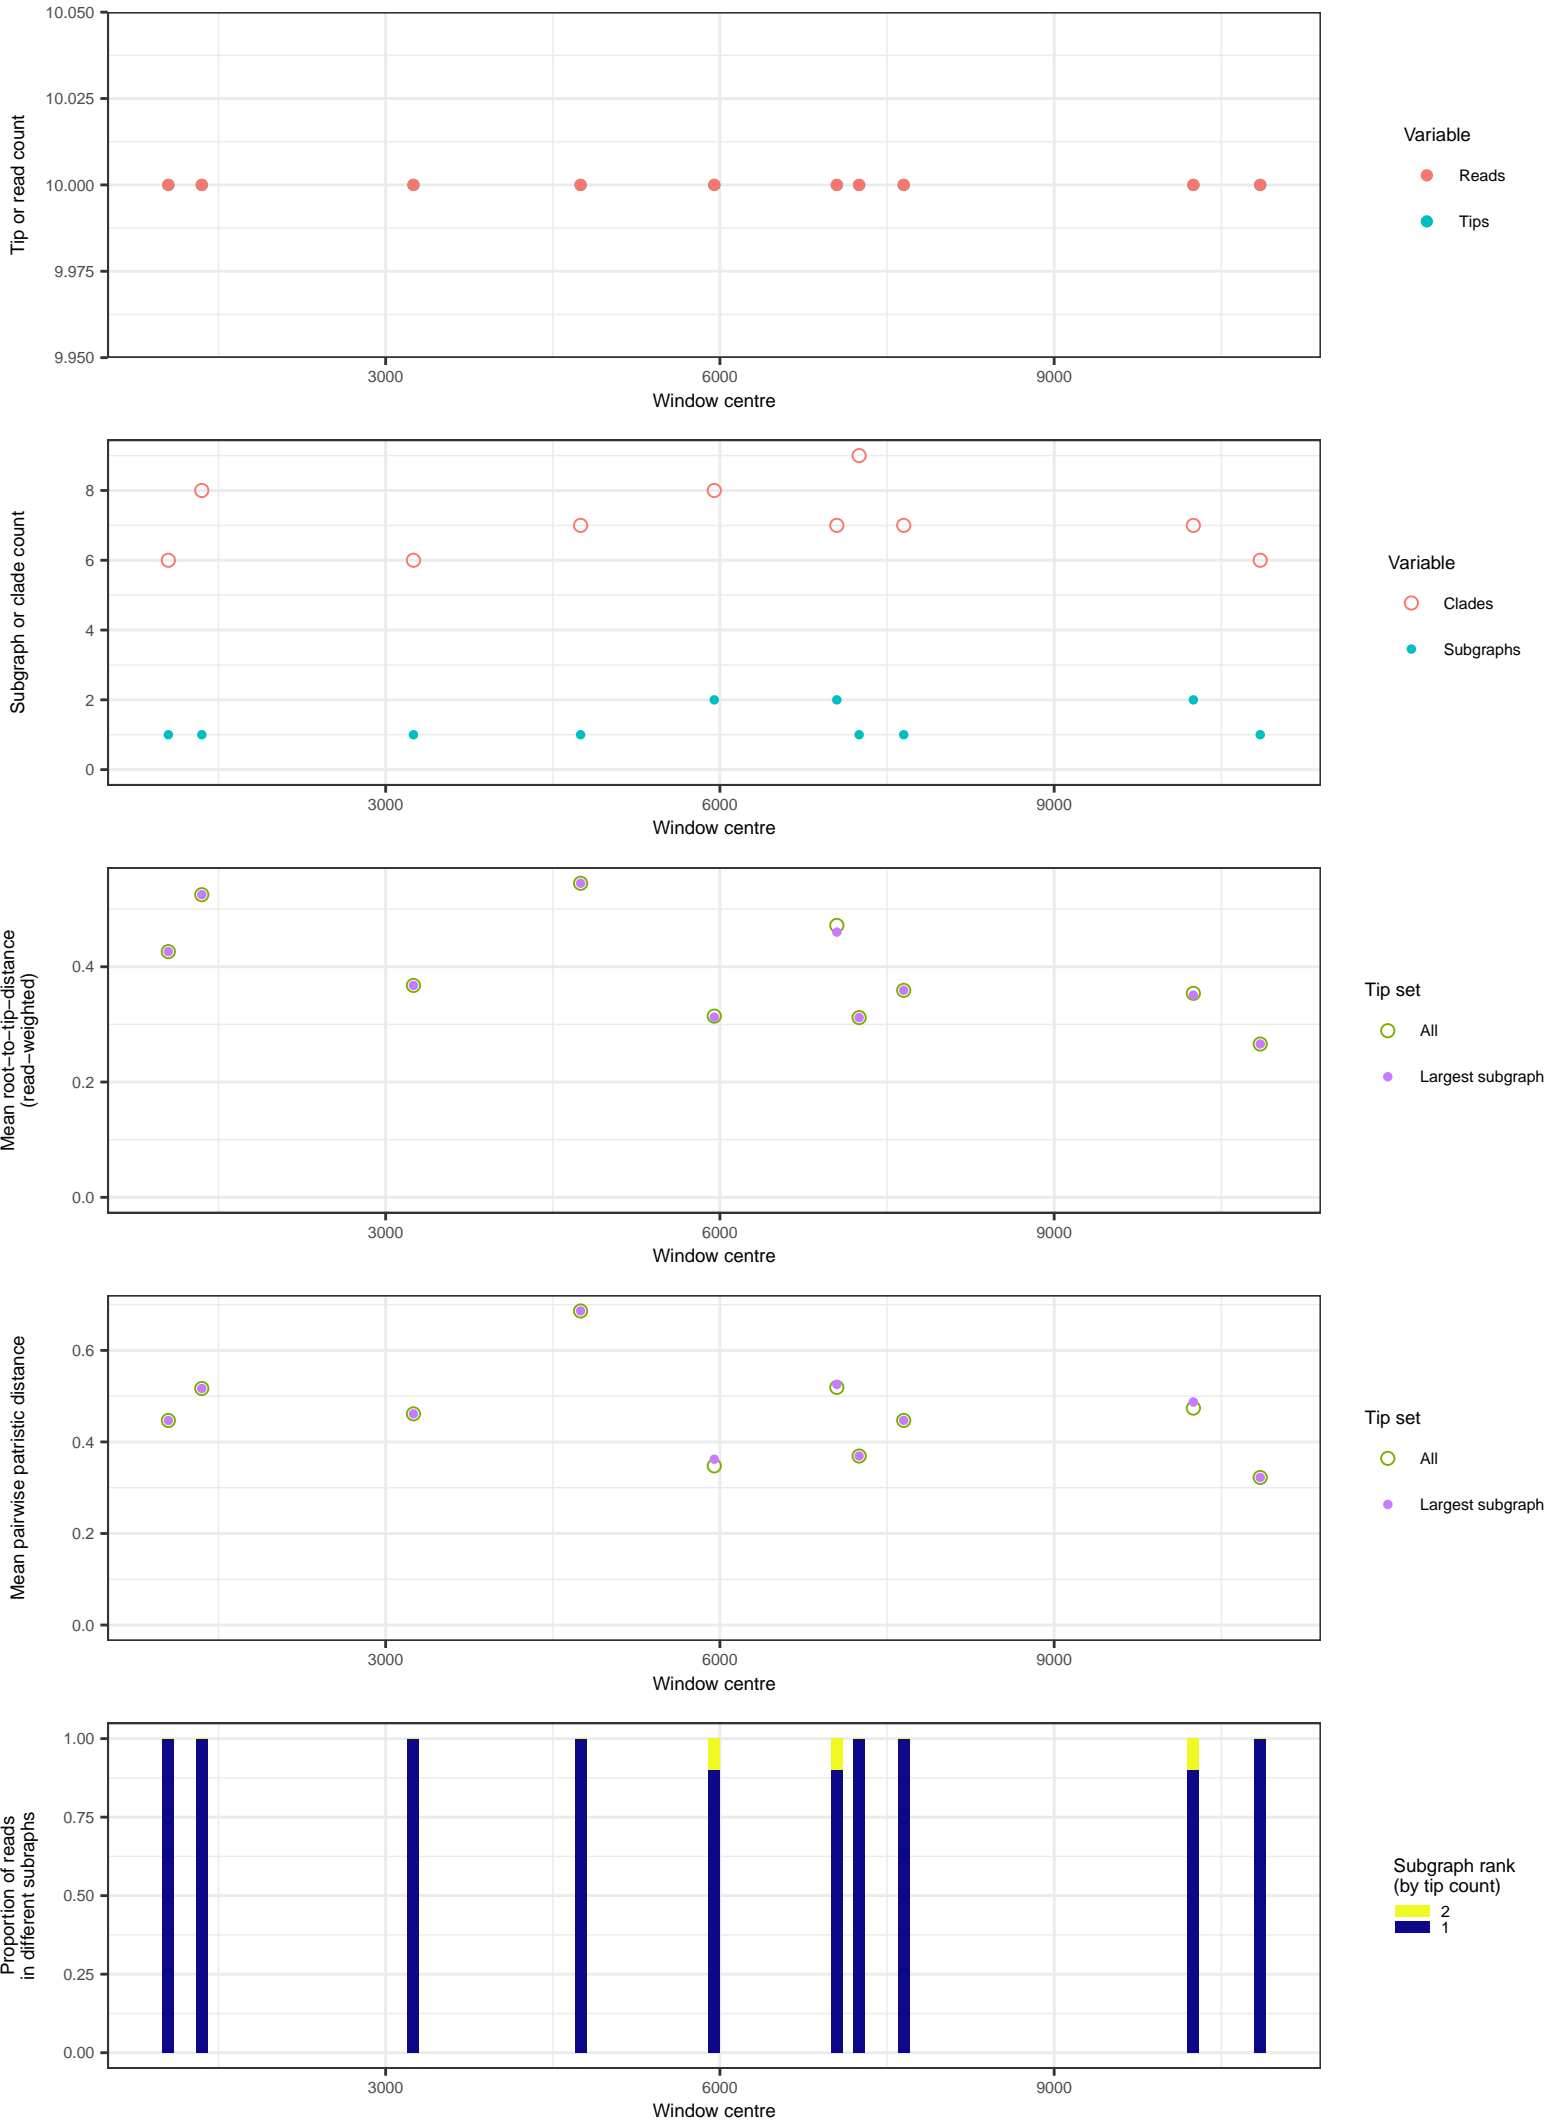 10.050
10.025
10.000
9.975
9.950
Tip or read count
3000
6000
9000
Window centre
Variable
Reads
Tips
8
6
4
2
0
Subgraph or clade count
3000
6000
9000
Window centre
Variable
Clades
Subgraphs
0.4
0.2
0.0
Mean root−to−tip−distance
(read−weighted)
3000
6000
9000
Window centre
Tip set
All
Largest subgraph
0.6
0.4
0.2
0.0
Mean pairwise patristic distance
3000
6000
9000
Window centre
Tip set
All
Largest subgraph
1.00
0.75
0.50
0.25
0.00
Proportion of reads
in different subraphs
3000
6000
9000
Window centre
Subgraph rank
(by tip count)
2
1